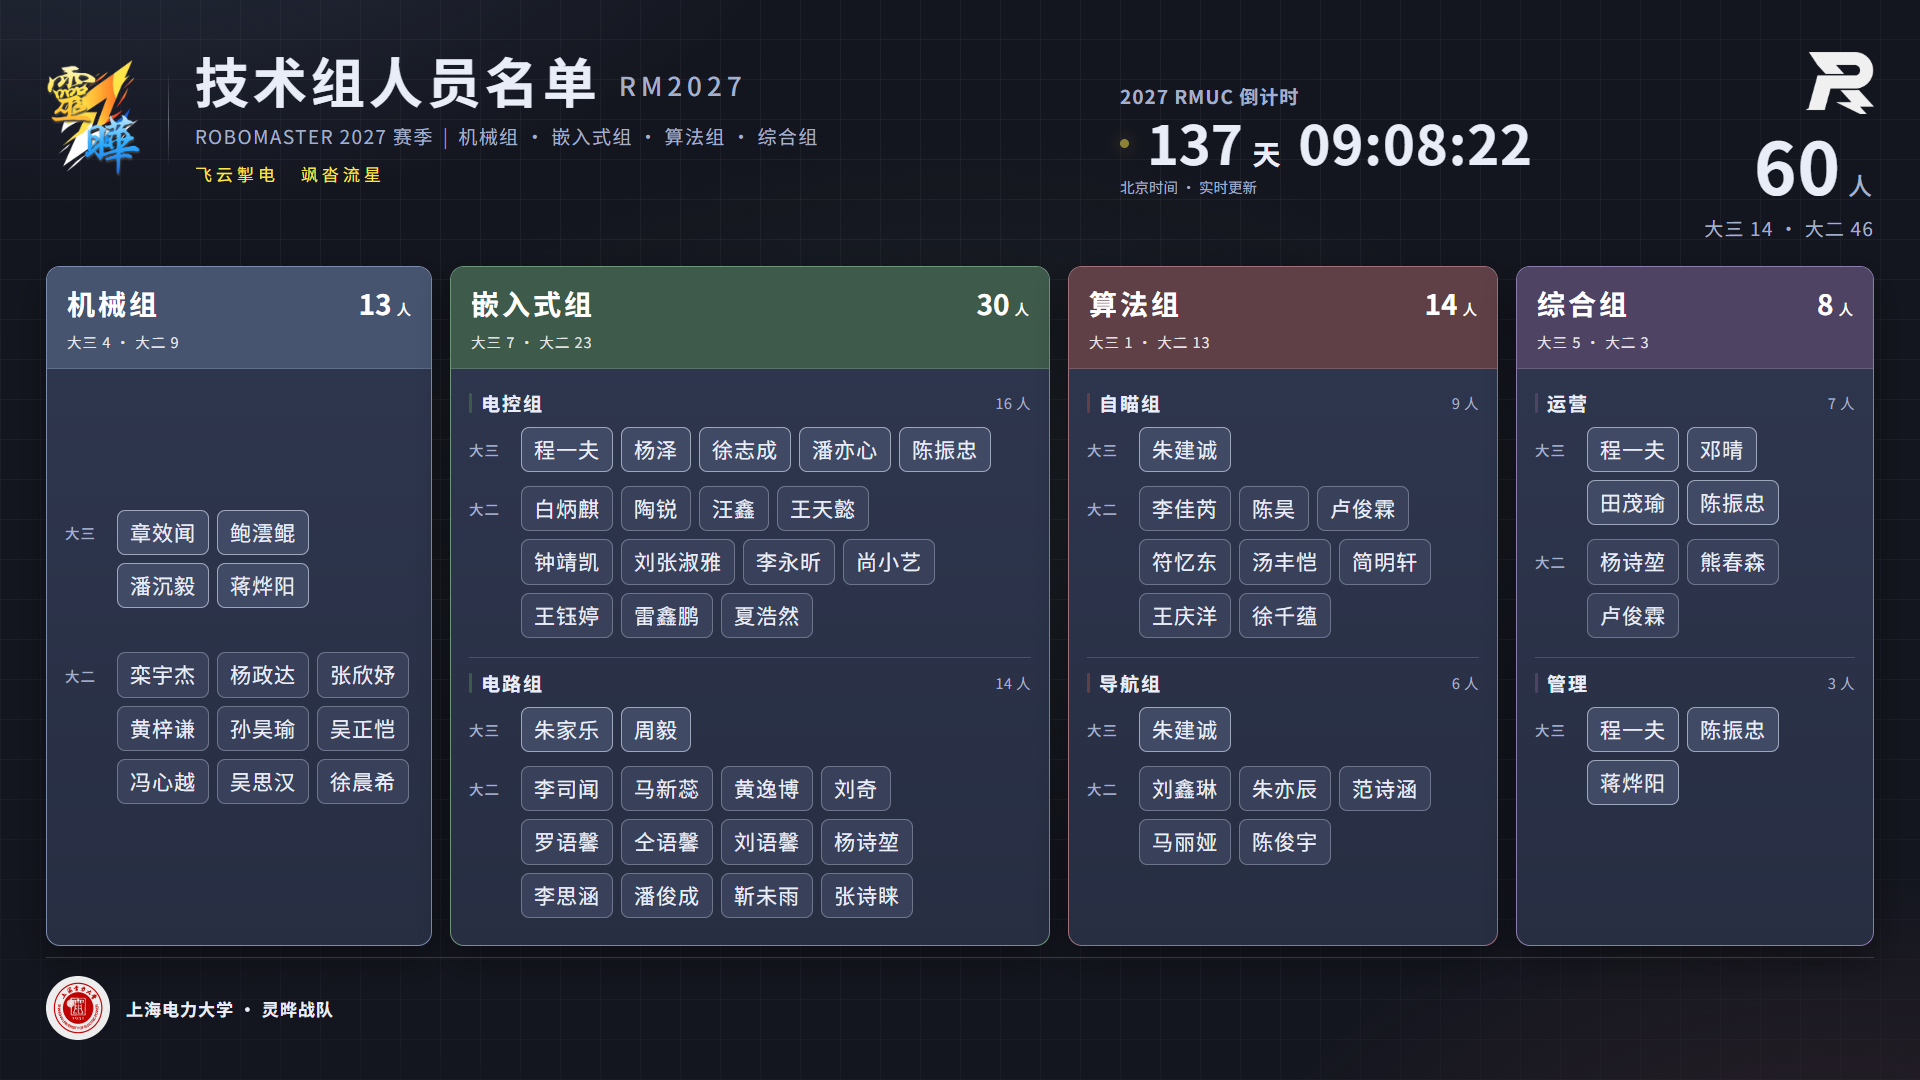 靈曄
技术组人员名单 RM2027
ROBOMASTER 2027 赛季 | 机械组 · 嵌入式组 · 算法组 · 综合组
飞云掣电 飒沓流星
2027 RMUC 倒计时
137 天 09:08:22
北京时间 · 实时更新
60 人
大三 14 · 大二 46
机械组 13 人
大三 4 · 大二 9
大三 章效闻 鲍澐鲲
潘沉毅 蒋烨阳
大二 栾宇杰 杨政达 张欣妤
黄梓谦 孙昊瑜 吴正恺
冯心越 吴思汉 徐晨希
嵌入式组 30 人
大三 7 · 大二 23
电控组 16 人
大三 程一夫 杨泽 徐志成 潘亦心 陈振忠
大二 白炳麒 陶锐 汪鑫 王天懿
钟靖凯 刘张淑雅 李永昕 尚小艺
王钰婷 雷鑫鹏 夏浩然
电路组 14 人
大三 朱家乐 周毅
大二 李司闻 马新蕊 黄逸博 刘奇
罗语馨 仝语馨 刘语馨 杨诗堃
李思涵 潘俊成 靳未雨 张诗睐
算法组 14 人
大三 1 · 大二 13
自瞄组 9 人
大三 朱建诚
大二 李佳芮 陈昊 卢俊霖
符忆东 汤丰恺 简明轩
王庆洋 徐千蕴
导航组 6 人
大三 朱建诚
大二 刘鑫琳 朱亦辰 范诗涵
马丽娅 陈俊宇
综合组 8 人
大三 5 · 大二 3
运营 7 人
大三 程一夫 邓晴
田茂瑜 陈振忠
大二 杨诗堃 熊春森
卢俊霖
管理 3 人
大三 程一夫 陈振忠
蒋烨阳
上海电力大学 · 灵晔战队